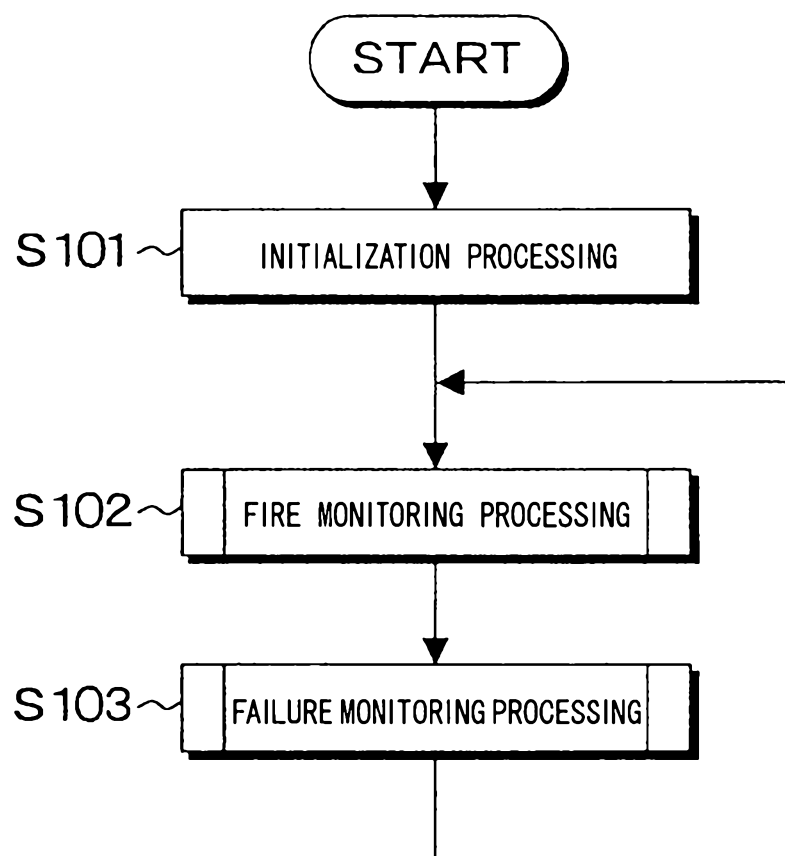 START
S101 INITIALIZATION PROCESSING
S102 FIRE MONITORING PROCESSING
S103 FAILURE MONITORING PROCESSING